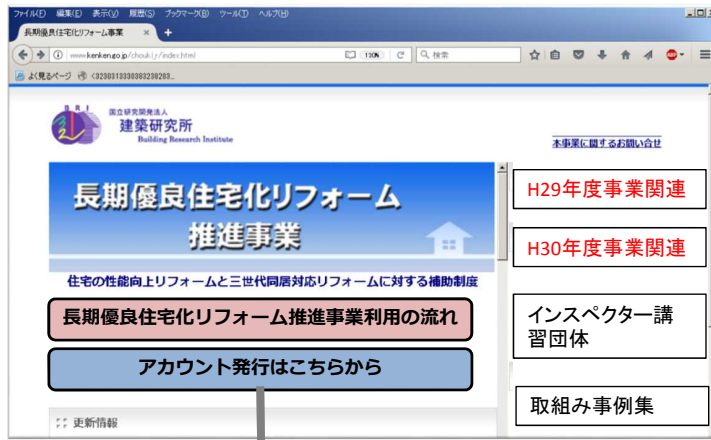 ファイル(F) 編集(E) 表示(V) 履歴(S) ブックマーク(B) ツール(T) ヘルプ(H)
長期優良住宅化リフォーム事業 × +
www.kenken.go.jp/chouki_r/index.html 120% 検索
よく見るページ
BRI
国立研究開発法人
建築研究所
Building Research Institute
本事業に関するお問い合せ
長期優良住宅化リフォーム
推進事業
住宅の性能向上リフォームと三世代同居対応リフォームに対する補助制度
長期優良住宅化リフォーム推進事業利用の流れ
アカウント発行はこちらから
更新情報
H29年度事業関連
H30年度事業関連
インスペクター講
習団体
取組み事例集